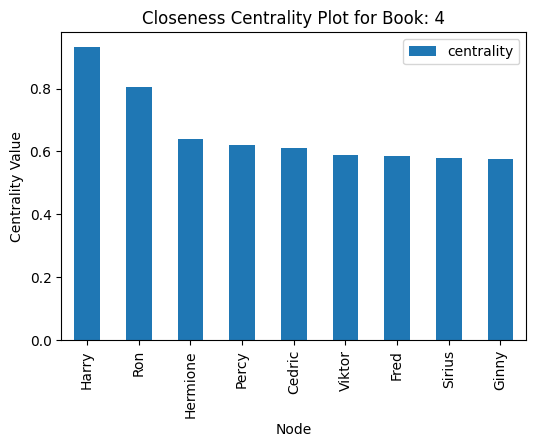 Closeness Centrality Plot for Book: 4
centrality
Centrality Value
0.8
0.6
0.4
0.2
0.0
Harry
Ron
Hermione
Percy
Cedric
Viktor
Fred
Sirius
Ginny
Node